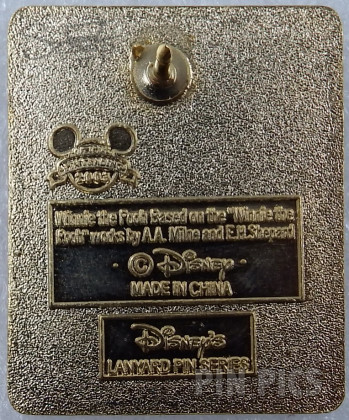 2003
Winnie the Pooh: Based on the "Winnie the
Pooh" works by A.A. Milne and E.H. Shepard
© Disney
MADE IN CHINA
Disney's
LANYARD PIN SERIES
PIN PICS